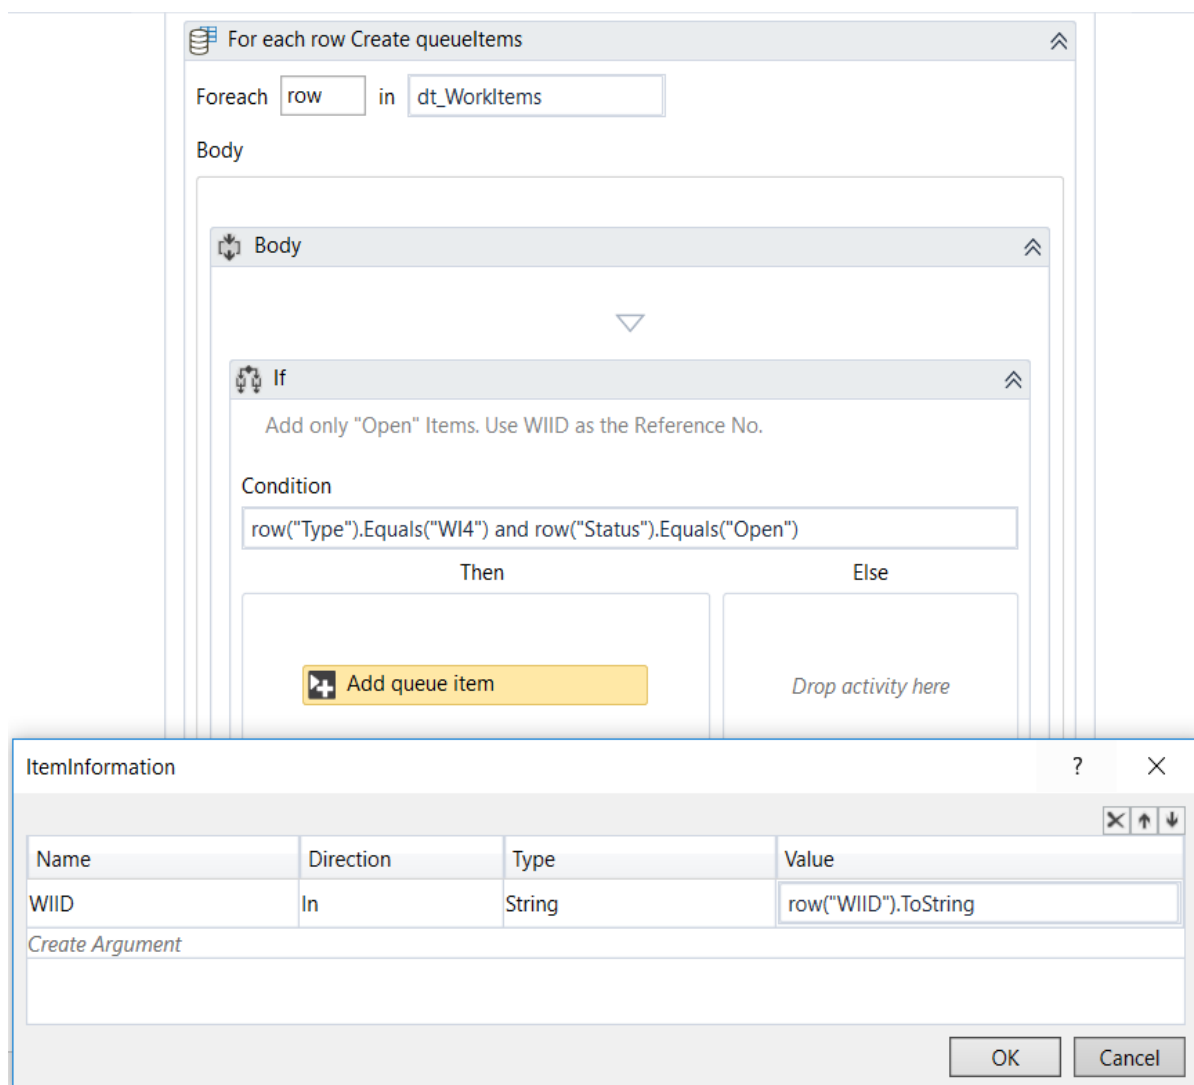 For each row Create queueItems
Foreach row in dt_WorkItems
Body
Body
If
Add only "Open" Items. Use WIID as the Reference No.
Condition
row("Type").Equals("WI4") and row("Status").Equals("Open")
Then Else
Add queue item Drop activity here
ItemInformation ?
Name Direction Type Value
WIID In String row("WIID").ToString
Create Argument
OK Cancel